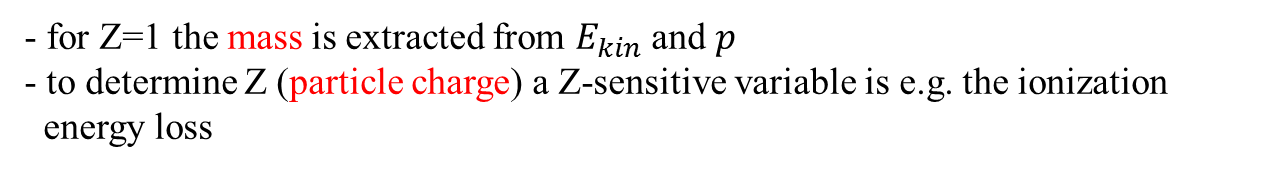 - for Z=1 the mass is extracted from E_kin and p
- to determine Z (particle charge) a Z-sensitive variable is e.g. the ionization
energy loss